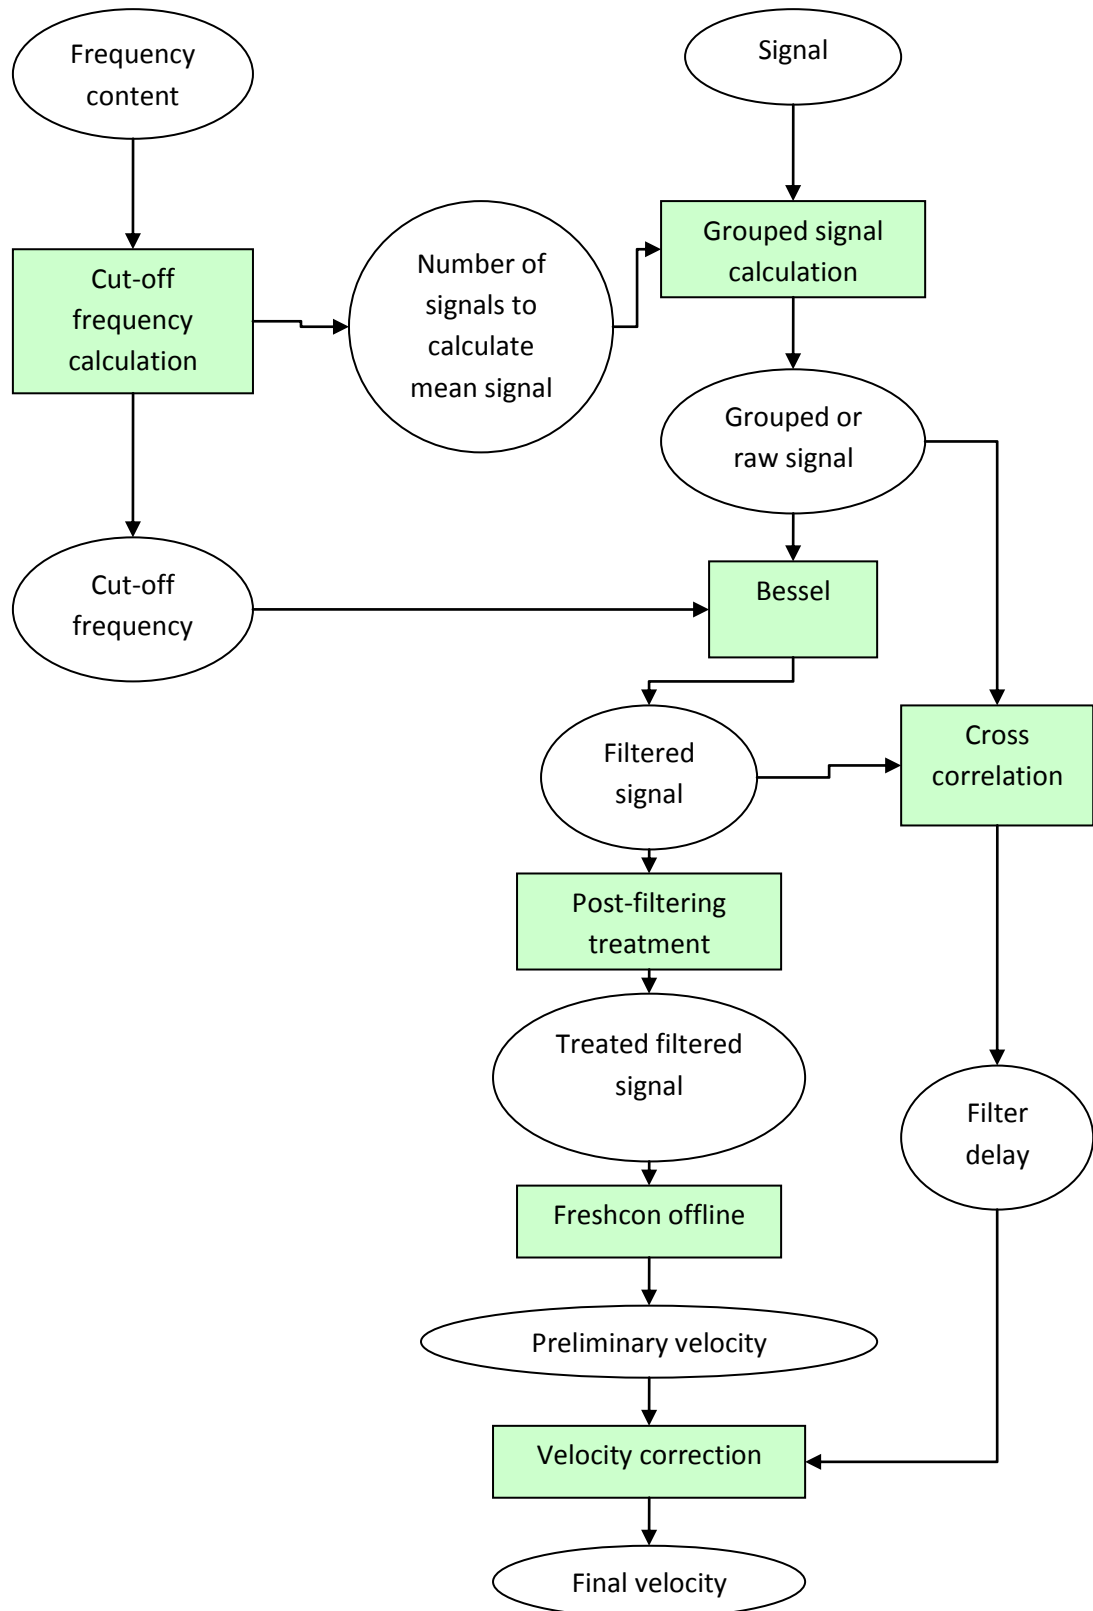 Frequency
content
Signal
Cut-off
frequency
calculation
Number of
signals to
calculate
mean signal
Grouped signal
calculation
Grouped or
raw signal
Cut-off
frequency
Bessel
Filtered
signal
Cross
correlation
Post-filtering
treatment
Treated filtered
signal
Filter
delay
Freshcon offline
Preliminary velocity
Velocity correction
Final velocity